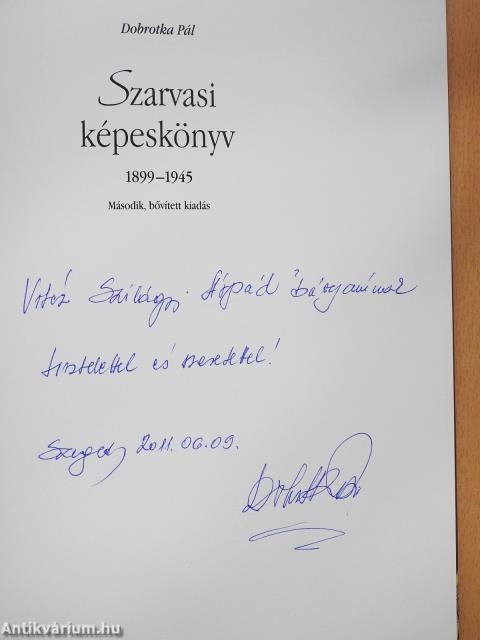 Dobrotka Pál
Szarvasi
képeskönyv
1899–1945
Második, bővített kiadás
Vitéz Szilágyi Árpád bátyámnak
tisztelettel és szeretettel!
Szeged, 2011.06.09.
Antikvárium.hu